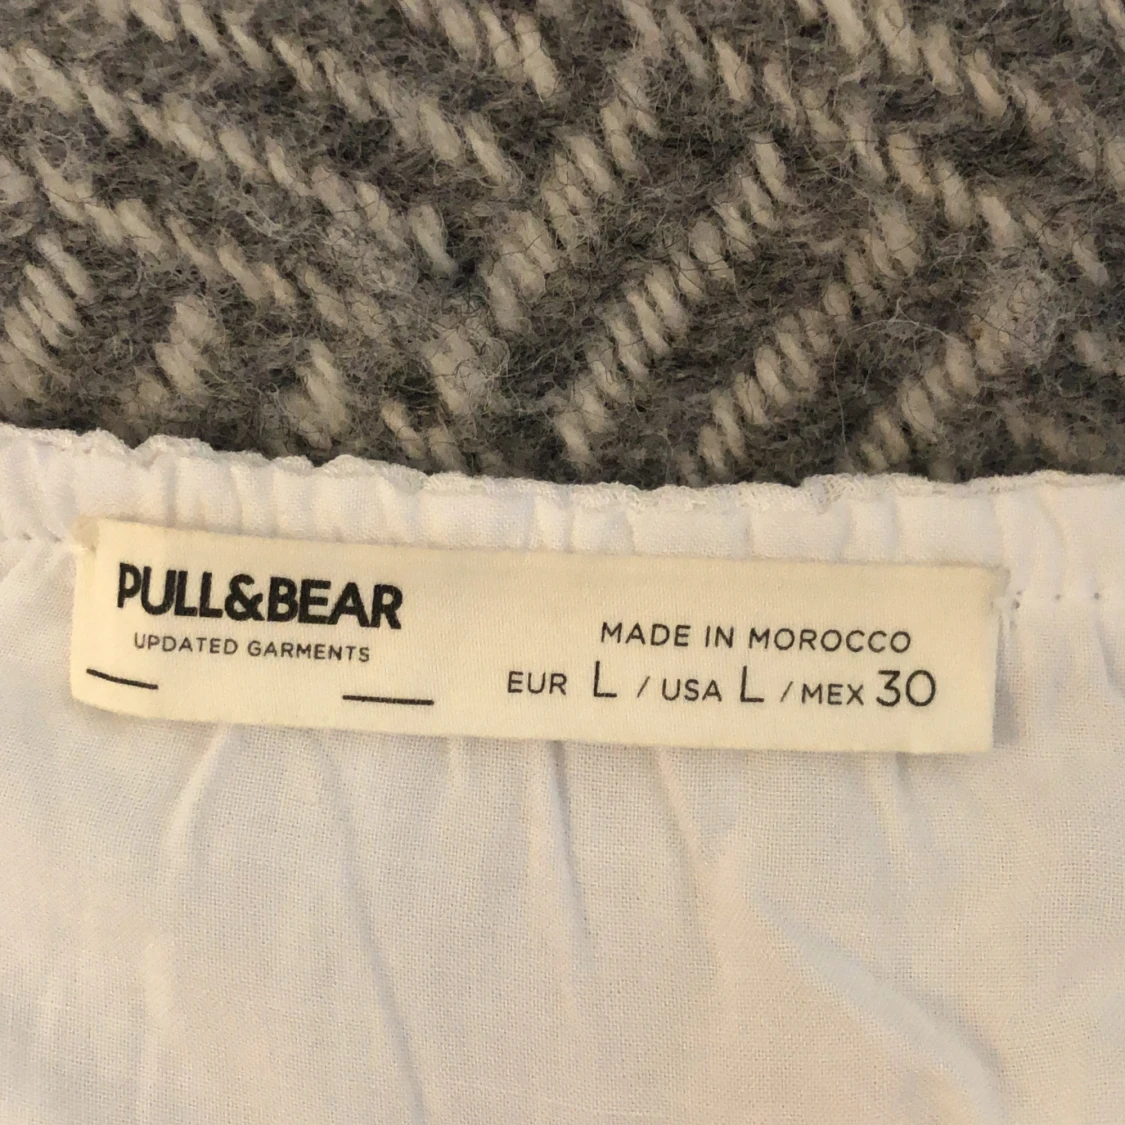 PULL&BEAR
UPDATED GARMENTS
MADE IN MOROCCO
EUR L / USA L / MEX 30